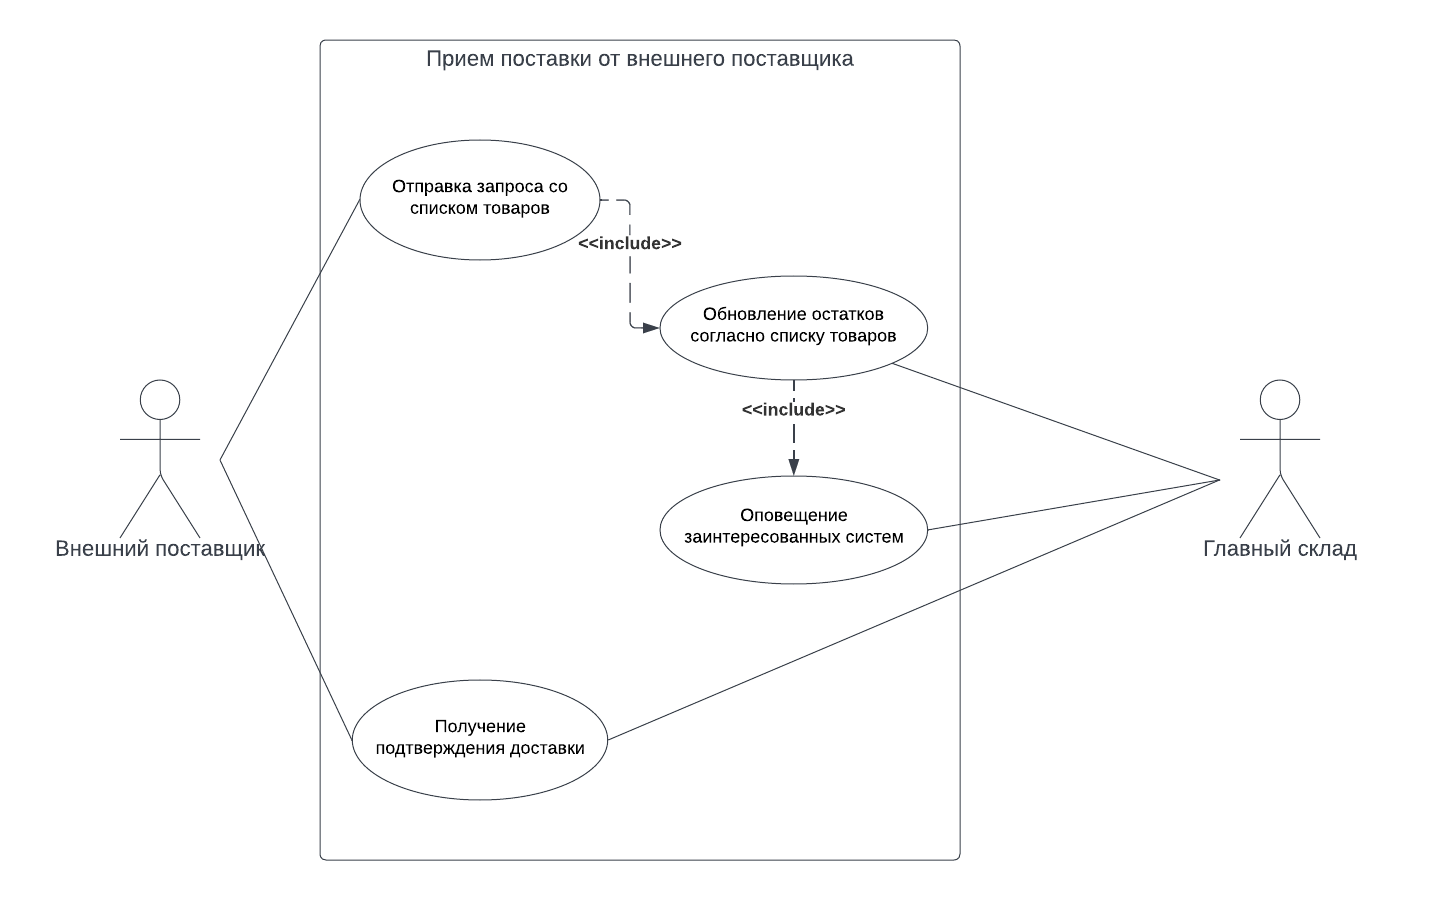 Прием поставки от внешнего поставщика
Отправка запроса со
списком товаров
<<include>>
Обновление остатков
согласно списку товаров
<<include>>
Оповещение
заинтересованных систем
Внешний поставщик
Главный склад
Получение
подтверждения доставки